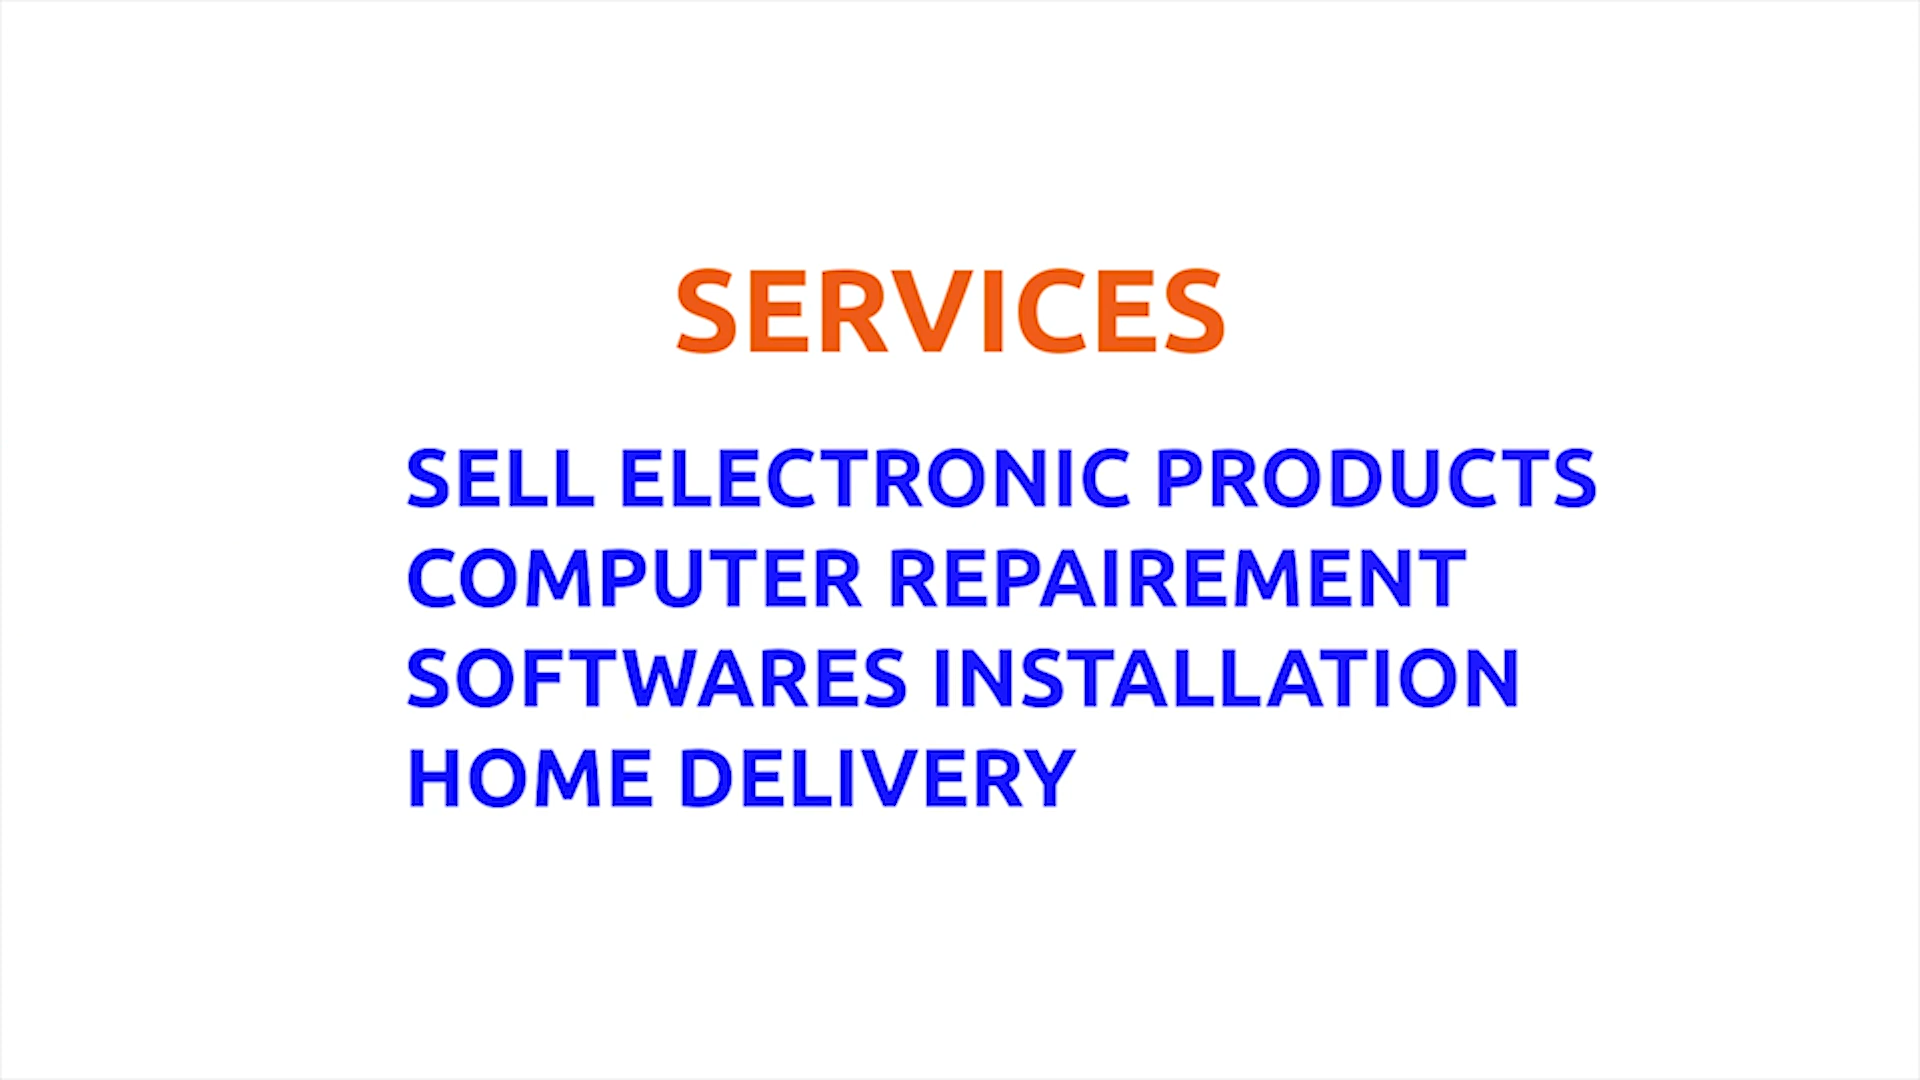 SERVICES
SELL ELECTRONIC PRODUCTS
COMPUTER REPAIREMENT
SOFTWARES INSTALLATION
HOME DELIVERY